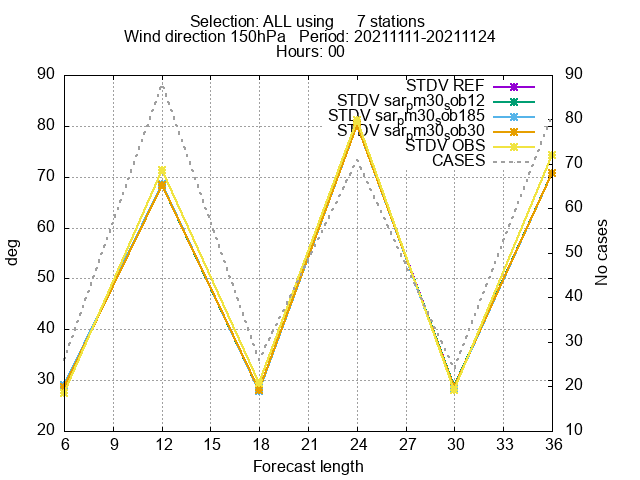 Selection: ALL using 7 stations
Wind direction 150hPa Period: 20211111-20211124
Hours: 00
90 90
STDV REF
STDV sar_pm30_sob12
STDV sar_pm30_sob185
STDV sar_pm30_sob30
STDV OBS
CASES
80 80
70 70
60 60
50 50
40 40
30 30
20 20
10
deg
No cases
6 9 12 15 18 21 24 27 30 33 36
Forecast length